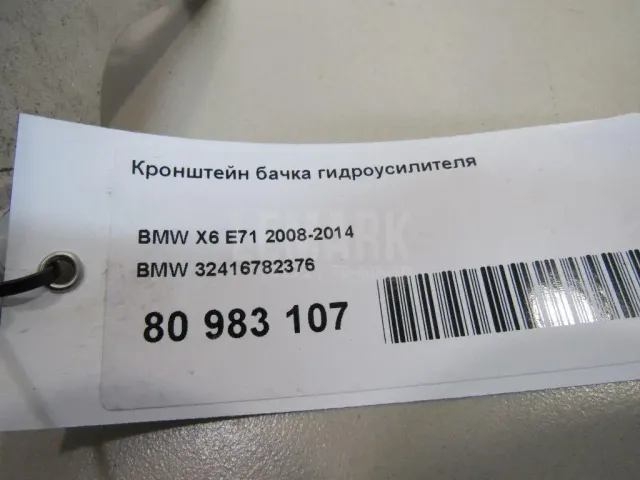 Кронштейн бачка гидроусилителя
BMW X6 E71 2008-2014
BMW 32416782376
80 983 107